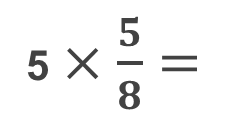 5 × 5/8 =